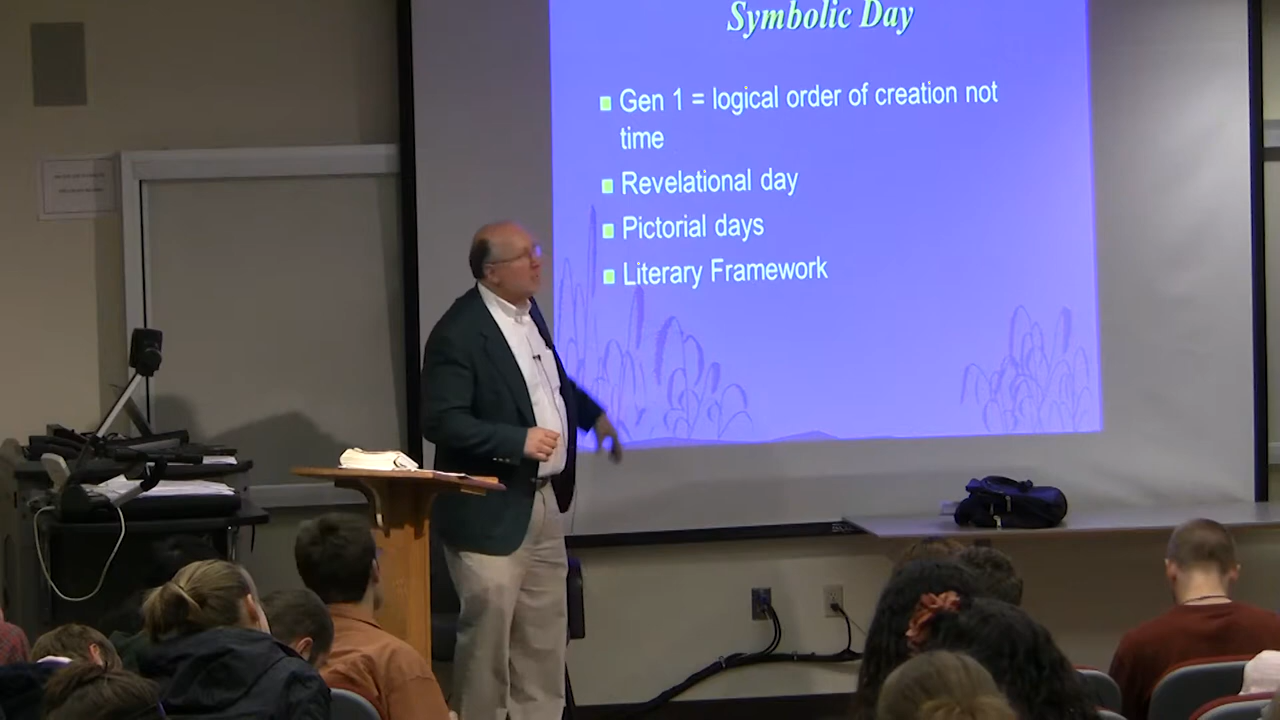 Symbolic Day
Gen 1 = logical order of creation not
time
Revelational day
Pictorial days
Literary Framework